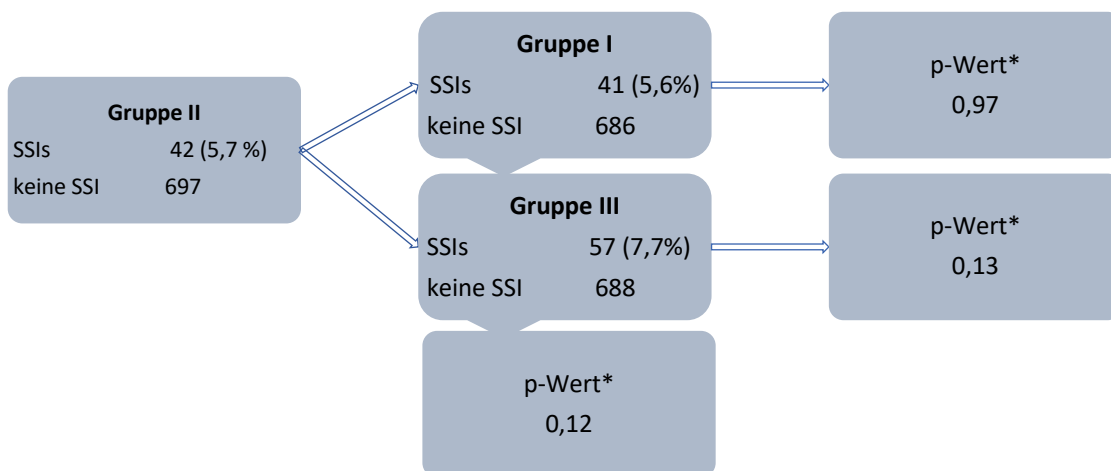 Gruppe II
SSIs 42 (5,7 %)
keine SSI 697
Gruppe I
SSIs 41 (5,6%)
keine SSI 686
p-Wert*
0,97
Gruppe III
SSIs 57 (7,7%)
keine SSI 688
p-Wert*
0,13
p-Wert*
0,12